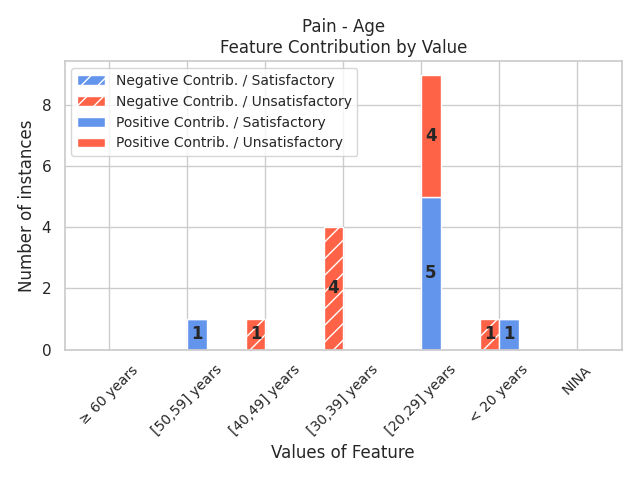 Pain - Age
Feature Contribution by Value
Negative Contrib. / Satisfactory
Negative Contrib. / Unsatisfactory
Positive Contrib. / Satisfactory
Positive Contrib. / Unsatisfactory
Number of instances
8
6
4
2
0
1
1
4
4
5
1
1
≥ 60 years
[50,59] years
[40,49] years
[30,39] years
[20,29] years
< 20 years
NINA
Values of Feature